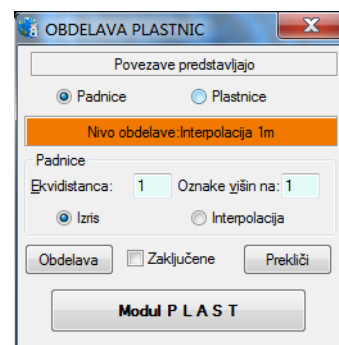 OBDELAVA PLASTNIC
Povezave predstavljajo
Padnice Plastnice
Nivo obdelave:Interpolacija 1m
Padnice
Ekvidistanca: 1 Oznake višin na: 1
Izris Interpolacija
Obdelava Zaključene Prekliči
Modul P L A S T